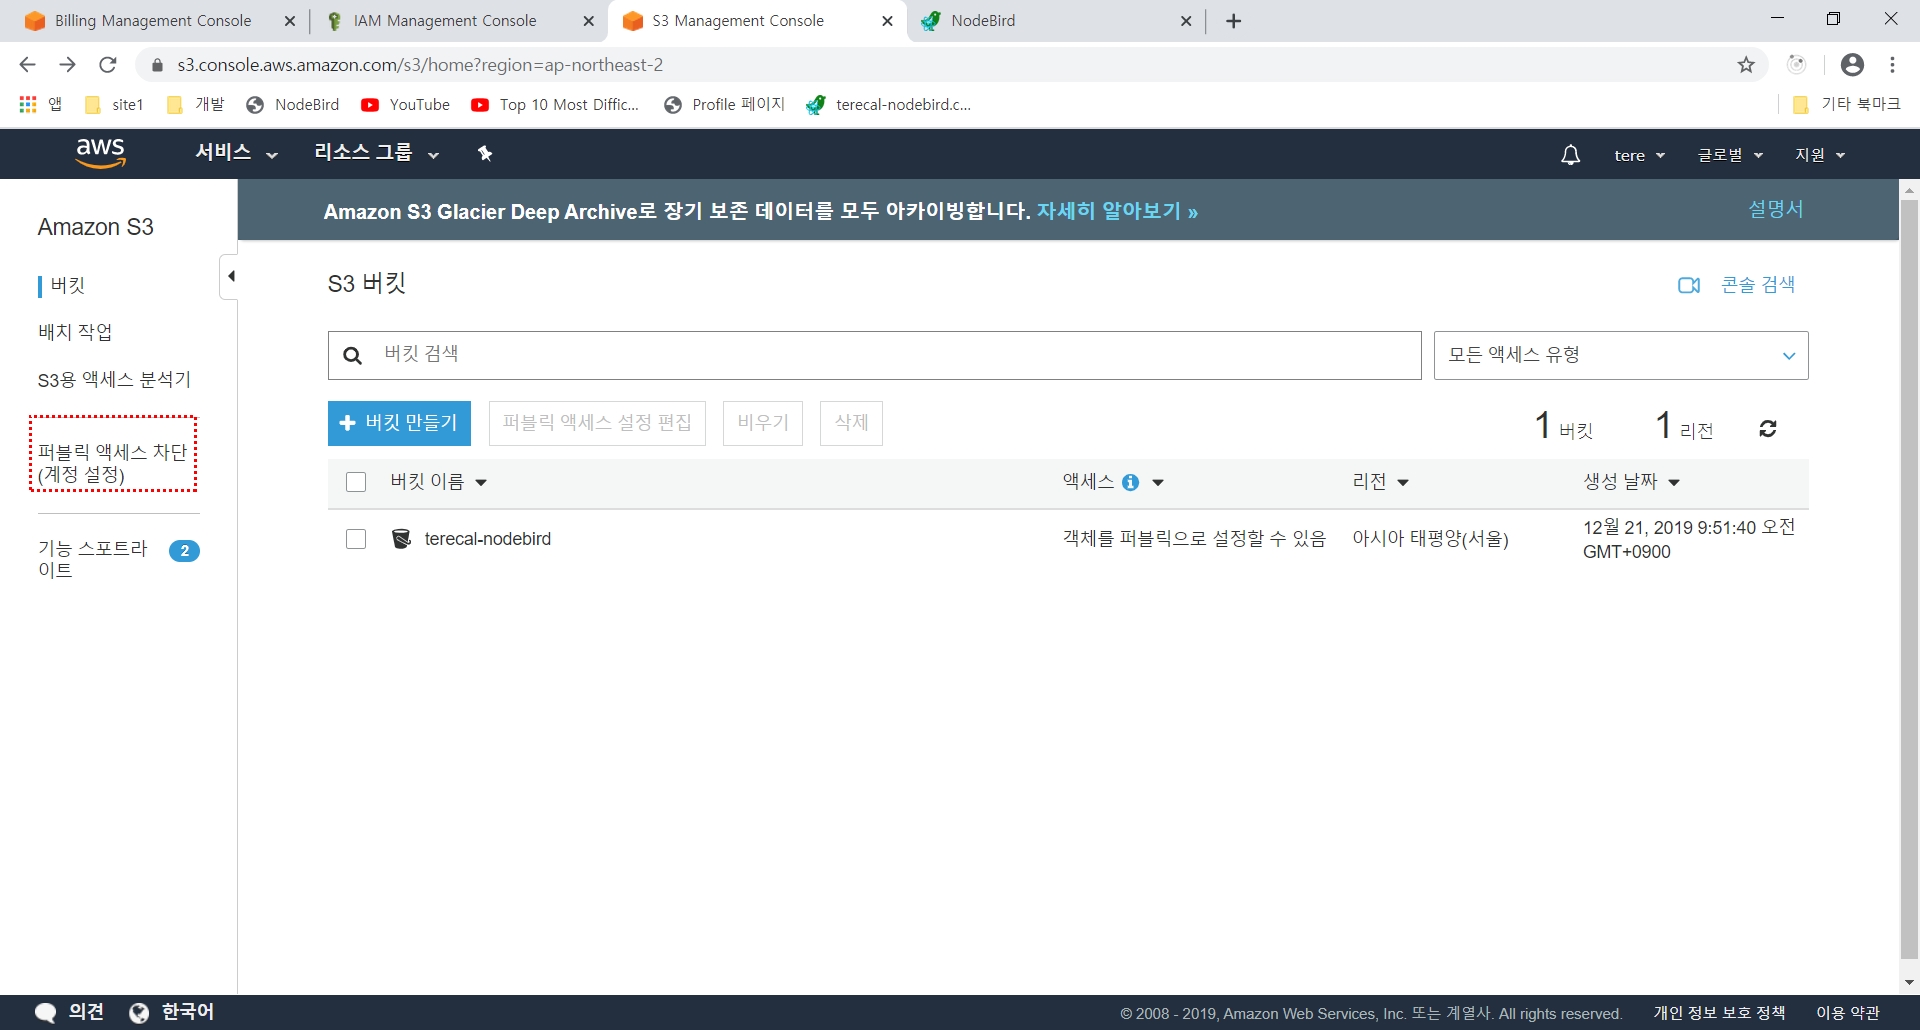 Billing Management Console
IAM Management Console
S3 Management Console
NodeBird
s3.console.aws.amazon.com/s3/home?region=ap-northeast-2
앱
site1
개발
NodeBird
YouTube
Top 10 Most Diffic...
Profile 페이지
terecal-nodebird.c...
기타 북마크
aws
서비스
리소스 그룹
tere
글로벌
지원
Amazon S3
버킷
배치 작업
S3용 액세스 분석기
퍼블릭 액세스 차단
(계정 설정)
기능 스포트라
이트
2
Amazon S3 Glacier Deep Archive로 장기 보존 데이터를 모두 아카이빙합니다. 자세히 알아보기 »
설명서
S3 버킷
콘솔 검색
버킷 검색
모든 액세스 유형
버킷 만들기
퍼블릭 액세스 설정 편집
비우기
삭제
1 버킷
1 리전
버킷 이름
액세스
리전
생성 날짜
terecal-nodebird
객체를 퍼블릭으로 설정할 수 있음
아시아 태평양(서울)
12월 21, 2019 9:51:40 오전
GMT+0900
의견
한국어
© 2008 - 2019, Amazon Web Services, Inc. 또는 계열사. All rights reserved.
개인 정보 보호 정책
이용 약관